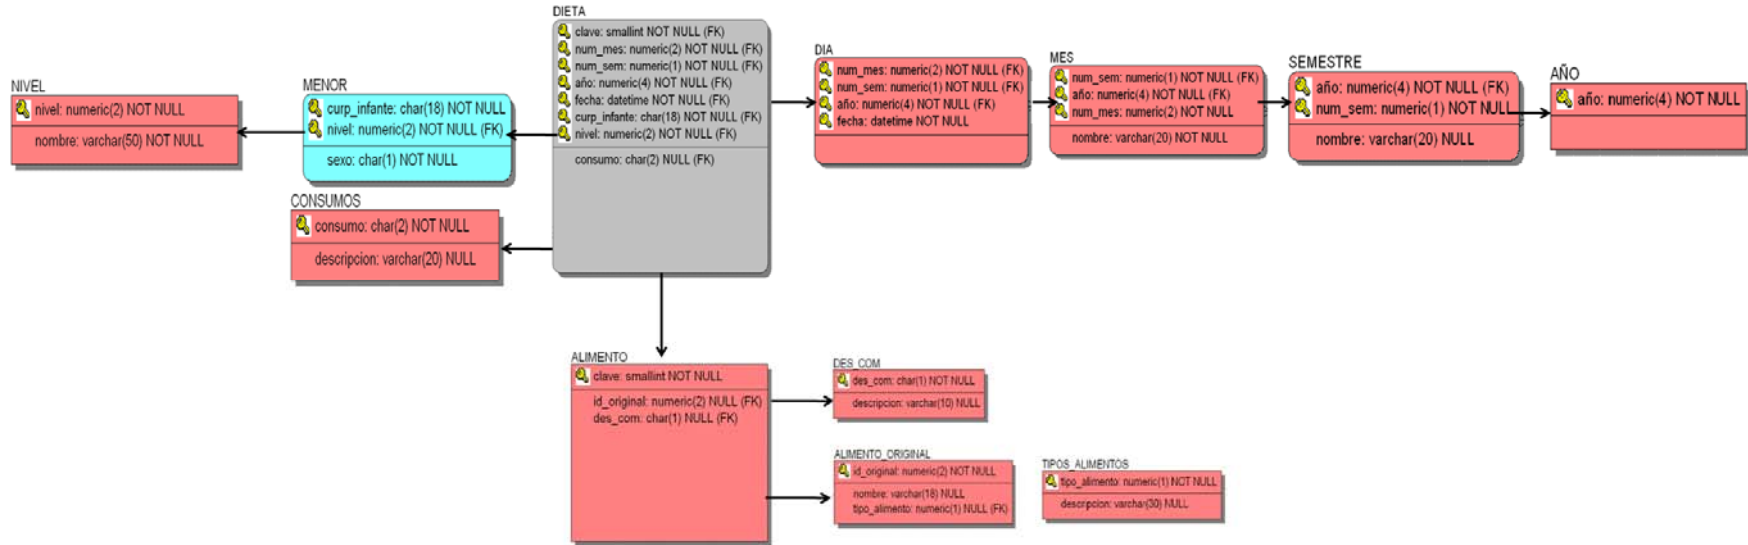 NIVEL
nivel: numeric(2) NOT NULL
nombre: varchar(50) NOT NULL
MENOR
curp_infante: char(18) NOT NULL
nivel: numeric(2) NOT NULL (FK)
sexo: char(1) NOT NULL
CONSUMOS
consumo: char(2) NOT NULL
descripcion: varchar(20) NULL
DIETA
clave: smallint NOT NULL (FK)
num_mes: numeric(2) NOT NULL (FK)
num_sem: numeric(1) NOT NULL (FK)
año: numeric(4) NOT NULL (FK)
fecha: datetime NOT NULL (FK)
curp_infante: char(18) NOT NULL (FK)
nivel: numeric(2) NOT NULL (FK)
consumo: char(2) NULL (FK)
DIA
num_mes: numeric(2) NOT NULL (FK)
num_sem: numeric(1) NOT NULL (FK)
año: numeric(4) NOT NULL (FK)
fecha: datetime NOT NULL
MES
num_sem: numeric(1) NOT NULL (FK)
año: numeric(4) NOT NULL (FK)
num_mes: numeric(2) NOT NULL
nombre: varchar(20) NOT NULL
SEMESTRE
año: numeric(4) NOT NULL (FK)
num_sem: numeric(1) NOT NULL
nombre: varchar(20) NULL
AÑO
año: numeric(4) NOT NULL
ALIMENTO
clave: smallint NOT NULL
id_original: numeric(2) NULL (FK)
des_com: char(1) NULL (FK)
DES_COM
des_com: char(1) NOT NULL
descripcion: varchar(10) NULL
ALIMENTO_ORIGINAL
id_original: numeric(2) NOT NULL
nombre: varchar(18) NULL
tipo_alimento: numeric(1) NULL (FK)
TIPOS_ALIMENTOS
tipo_alimento: numeric(1) NOT NULL
descripcion: varchar(30) NULL